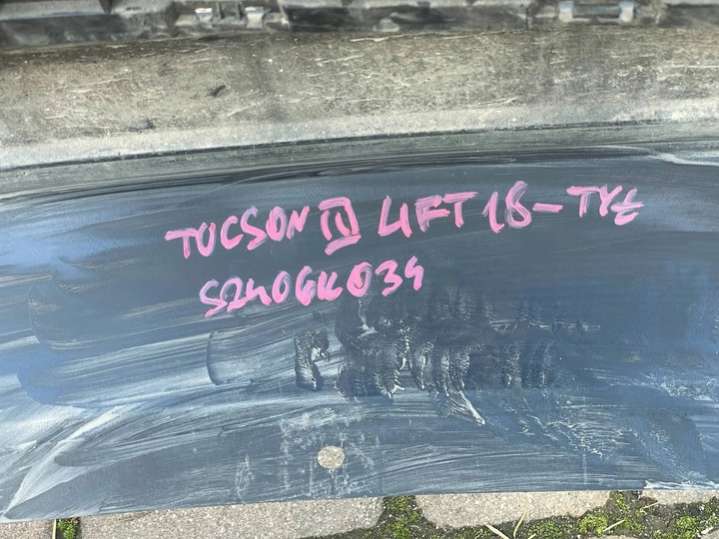 TUCSON III LIFT 18-TYŁ
S2406K034